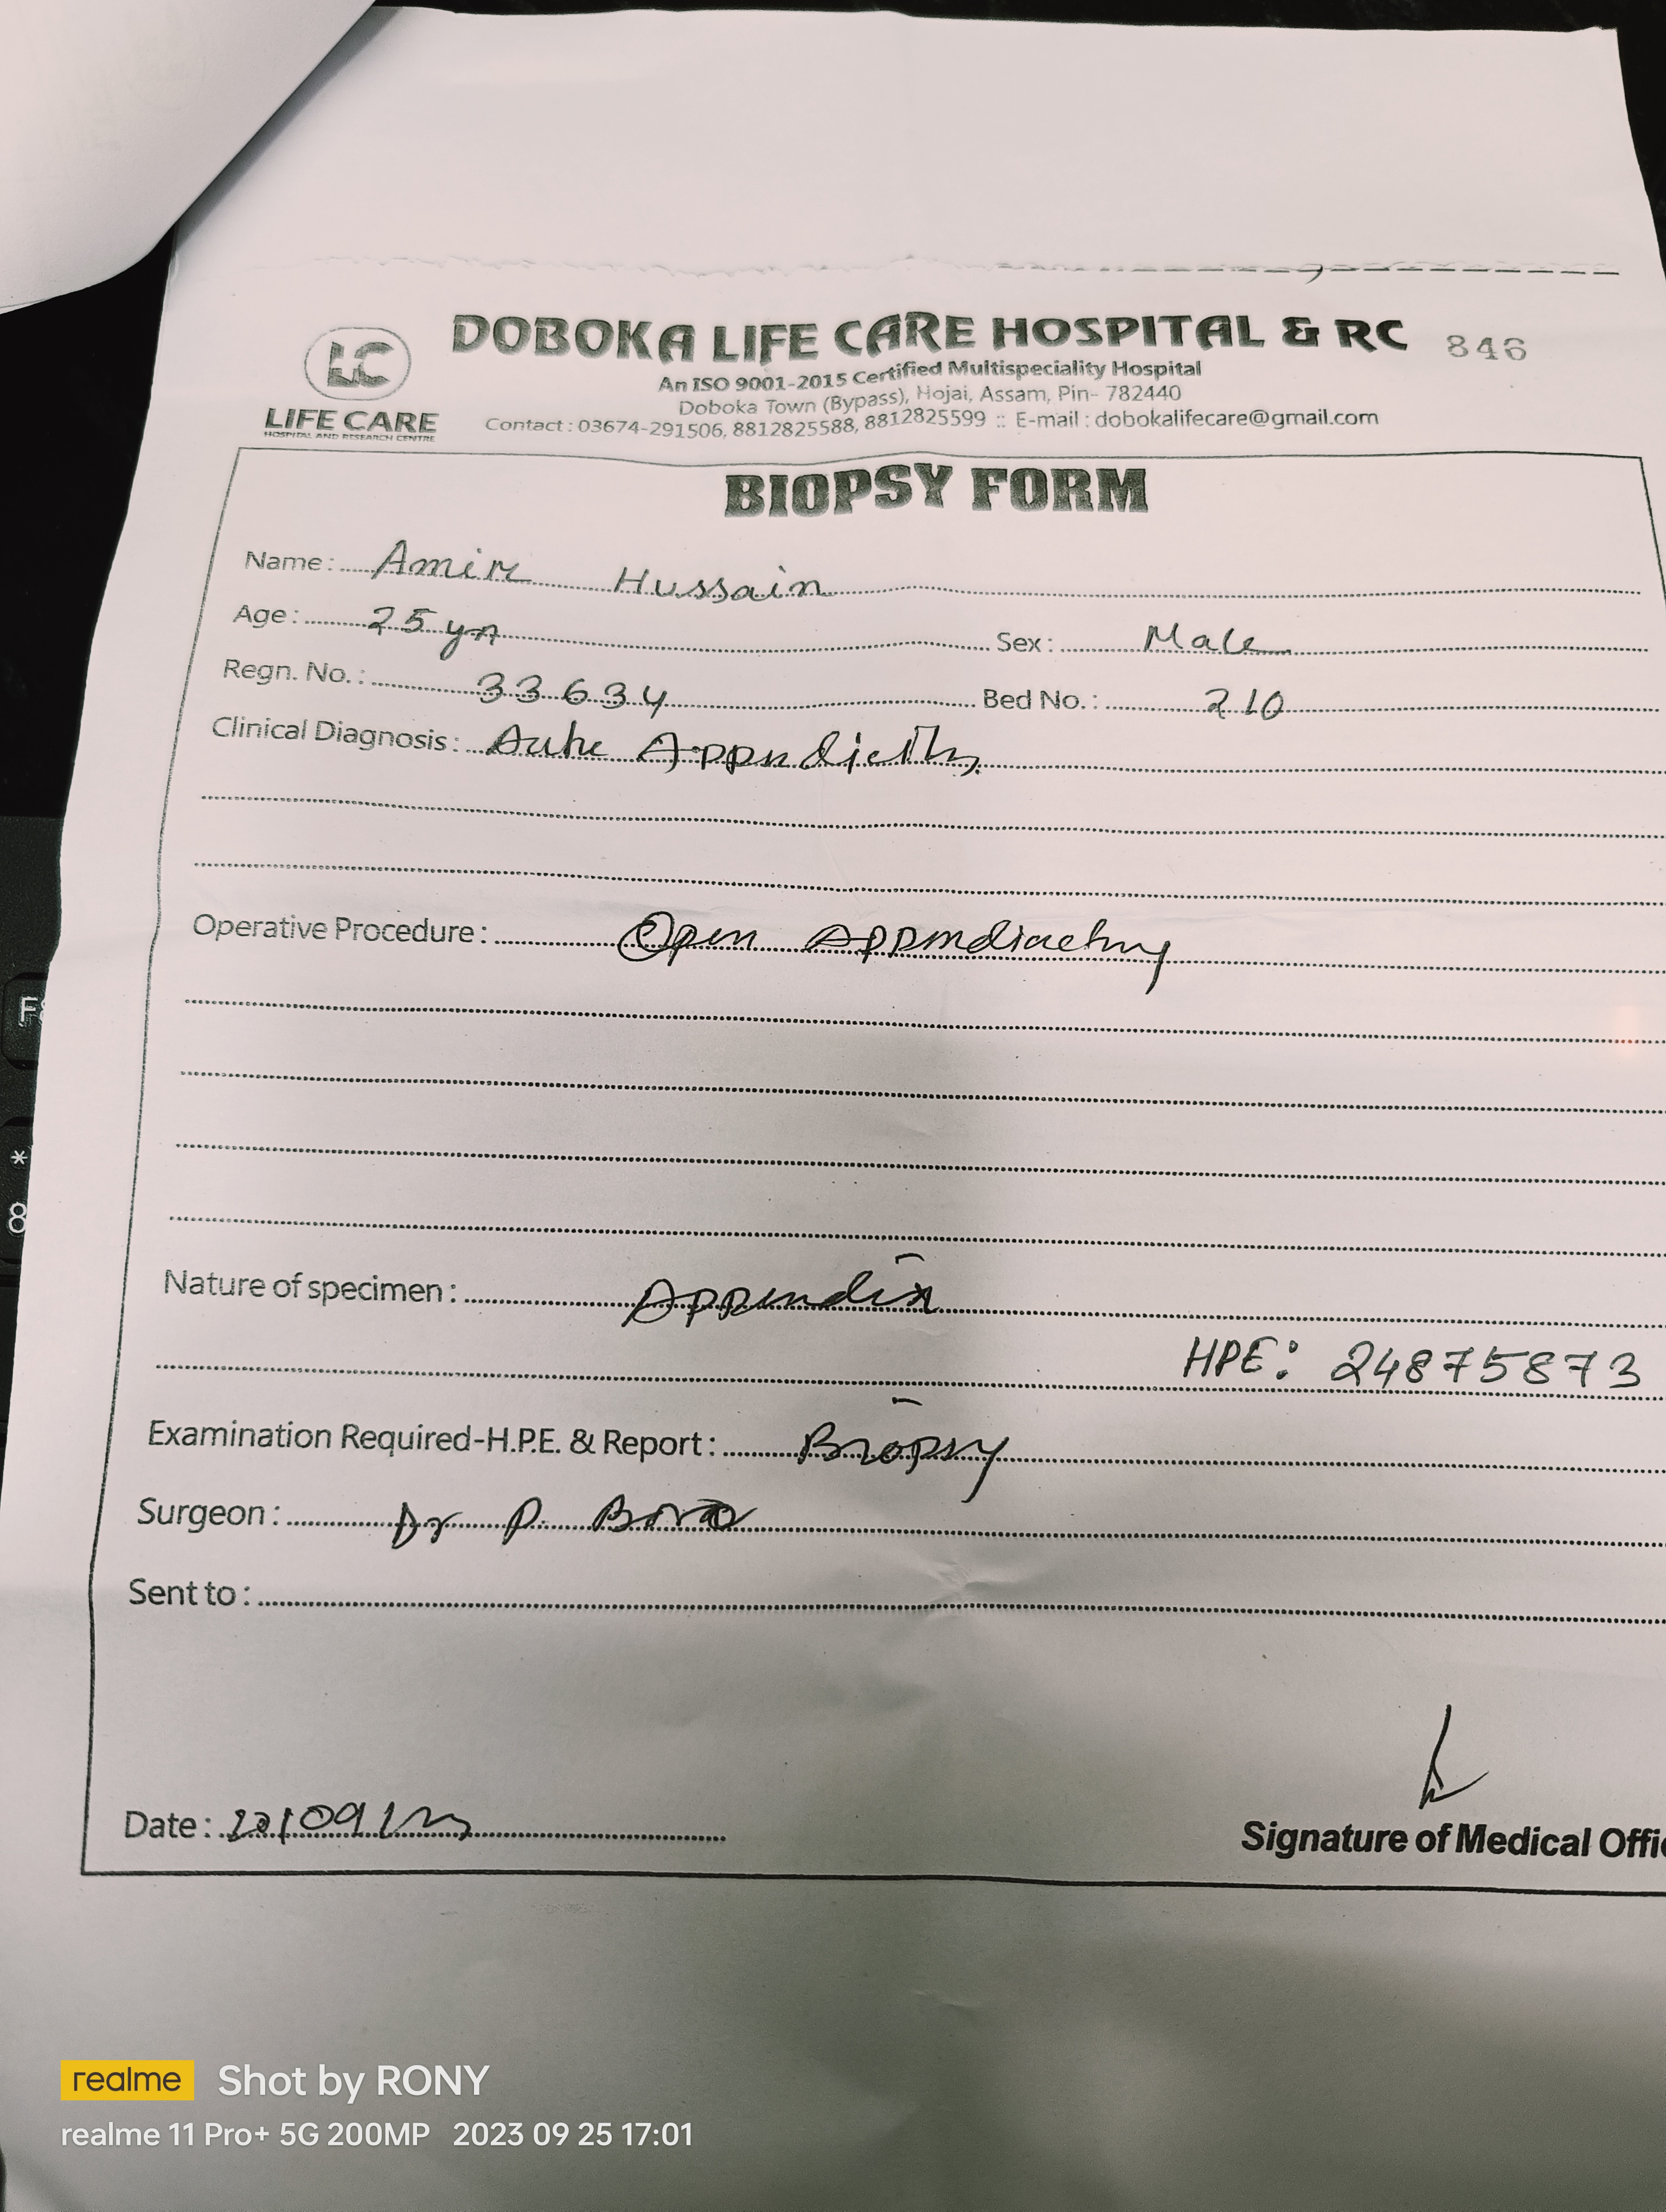 DOBOKA LIFE CARE HOSPITAL & RC 846
An ISO 9001-2015 Certified Multispeciality Hospital
Doboka Town (Bypass), Hojai, Assam, Pin- 782440
Contact : 03674-291506, 8812825588, 8812825599 :: E-mail : dobokalifecare@gmail.com
LC
LIFE CARE
HOSPITAL AND RESEARCH CENTRE
BIOPSY FORM
Name : Amir Hussain
Age : 25 yr
Sex : Male
Regn. No. : 33634
Bed No. : 210
Clinical Diagnosis : Acute Appendicitis
Operative Procedure : Open
Nature of specimen : Appendix
HPE: 24875873
Examination Required-H.P.E. & Report : Biopsy
Surgeon : Dr P.
Sent to :
Date :
Signature of Medical Offi
F
*
8
realme Shot by RONY
realme 11 Pro+ 5G 200MP 2023 09 25 17:01